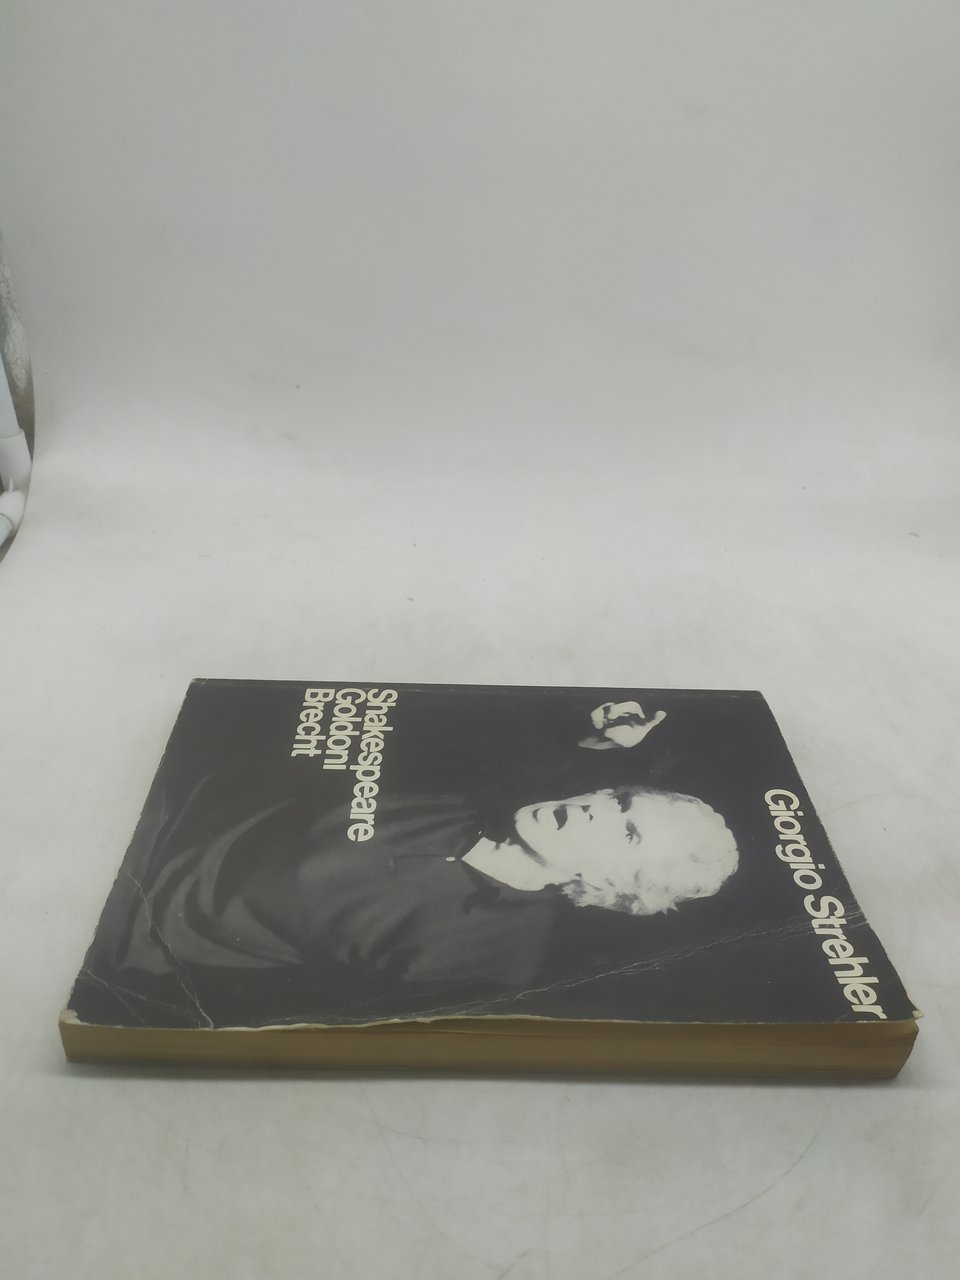 Giorgio Strehler
Shakespeare
Goldoni
Brecht